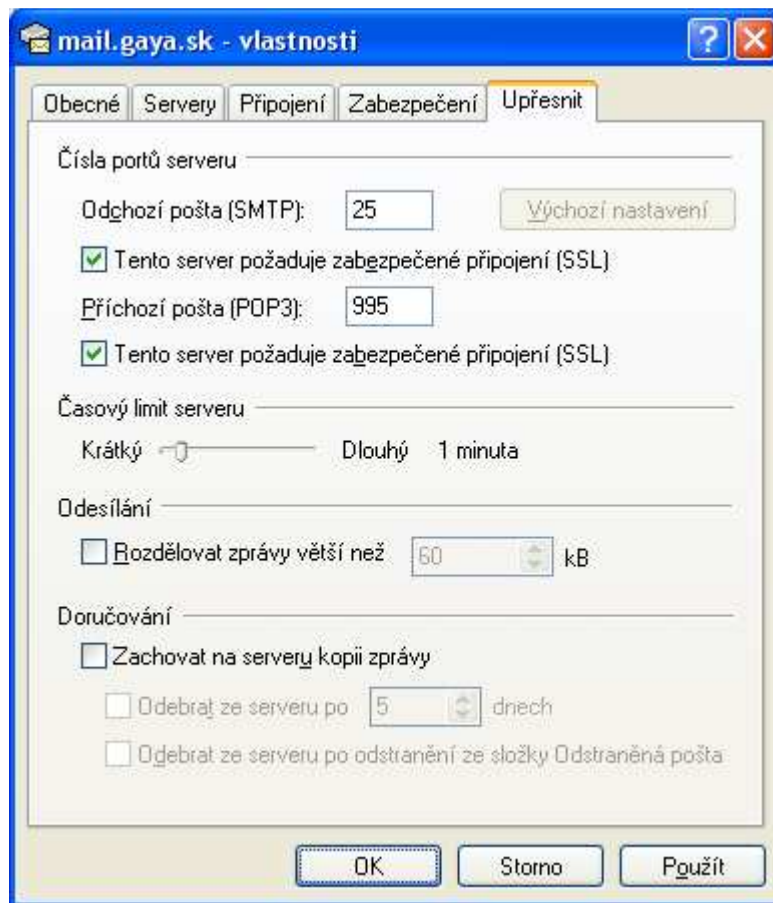 mail.gaya.sk - vlastnosti
Obecné Servery Připojení Zabezpečení Upřesnit
Čísla portů serveru
Odchozí pošta (SMTP): 25 Výchozí nastavení
Tento server požaduje zabezpečené připojení (SSL)
Příchozí pošta (POP3): 995
Tento server požaduje zabezpečené připojení (SSL)
Časový limit serveru
Krátký Dlouhý 1 minuta
Odesílání
Rozdělovat zprávy větší než 60 kB
Doručování
Zachovat na serveru kopii zprávy
Odebrat ze serveru po 5 dnech
Odebrat ze serveru po odstranění ze složky Odstraněná pošta
OK Storno Použít